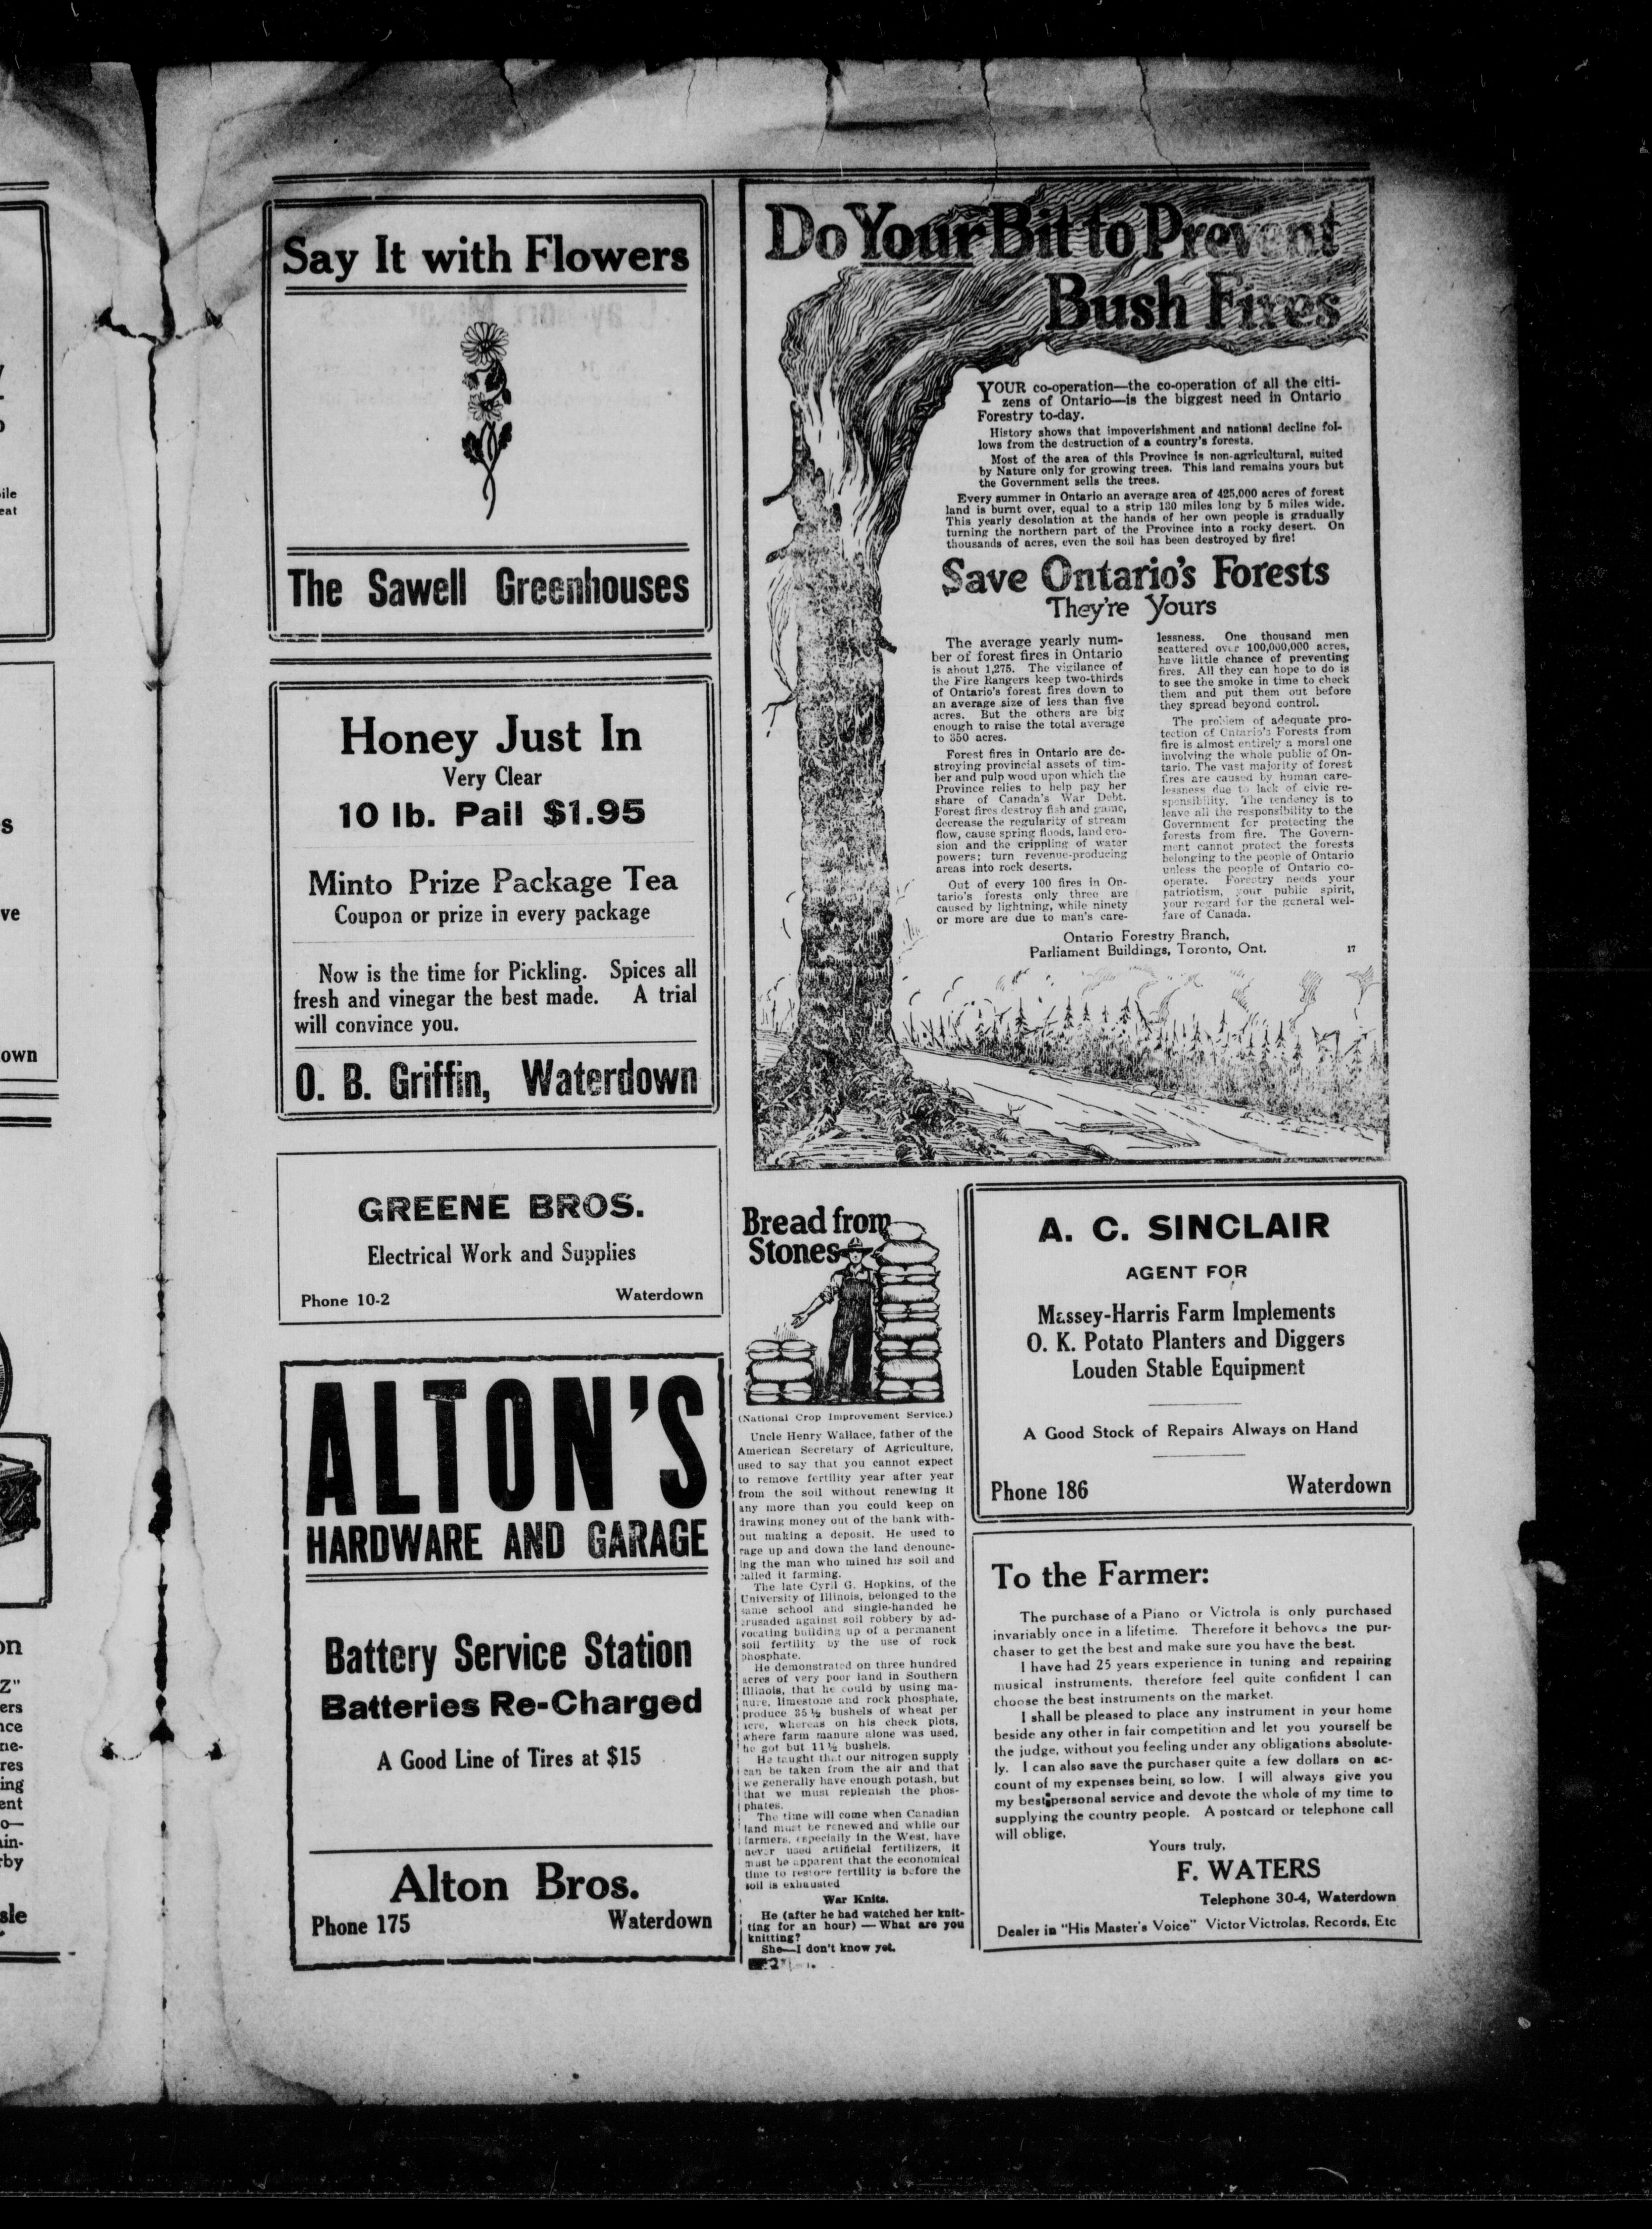 Say It with Flowers
The Sawell Greenhouses
Honey Just In
Very Clear
10 lb. Pail $1.95
Minto Prize Package Tea
Coupon or prize in every package
Now is the time for Pickling. Spices all
fresh and vinegar the best made. A trial
will convince you.
O. B. Griffin, Waterdown
GREENE BROS.
Electrical Work and Supplies
Phone 10-2 Waterdown
ALTON'S
HARDWARE AND GARAGE
Battery Service Station
Batteries Re-Charged
A Good Line of Tires at $15
Alton Bros.
Phone 175 Waterdown
Do Your Bit to Prevent
Bush Fires
YOUR co-operation—the co-operation of all the citi-
zens of Ontario—is the biggest need in Ontario
Forestry to-day.
History shows that impoverishment and national decline fol-
lows from the destruction of a country's forests.
Most of the area of this Province is non-agricultural, suited
by Nature only for growing trees. This land remains yours but
the Government sells the trees.
Every summer in Ontario an average area of 425,000 acres of forest
land is burnt over, equal to a strip 130 miles long by 5 miles wide.
This yearly desolation at the hands of her own people is gradually
turning the northern part of the Province into a rocky desert. On
thousands of acres, even the soil has been destroyed by fire!
Save Ontario's Forests
They're Yours
The average yearly num-
ber of forest fires in Ontario
is about 1,275. The vigilance of
the Fire Rangers keep two-thirds
of Ontario's forest fires down to
an average size of less than five
acres. But the others are big
enough to raise the total average
to 350 acres.
Forest fires in Ontario are de-
stroying provincial assets of tim-
ber and pulp wood upon which the
Province relies to help pay her
share of Canada's War Debt.
Forest fires destroy fish and game,
decrease the regularity of stream
flow, cause spring floods, land ero-
sion and the crippling of water
powers; turn revenue-producing
areas into rock deserts.
Out of every 100 fires in On-
tario's forests only three are
caused by lightning, while ninety
or more are due to man's care-
lessness. One thousand men
scattered over 100,000,000 acres,
have little chance of preventing
fires. All they can hope to do is
to see the smoke in time to check
them and put them out before
they spread beyond control.
The problem of adequate pro-
tection of Ontario's Forests from
fire is almost entirely a moral one
involving the whole public of On-
tario. The vast majority of forest
fires are caused by human care-
lessness due to lack of civic re-
sponsibility. The tendency is to
leave all the responsibility to the
Government for protecting the
forests from fire. The Govern-
ment cannot protect the forests
belonging to the people of Ontario
unless the people of Ontario co-
operate. Forestry needs your
patriotism, your public spirit,
your regard for the general wel-
fare of Canada.
Ontario Forestry Branch,
Parliament Buildings, Toronto, Ont. 17
Bread from
Stones
(National Crop Improvement Service.)
Uncle Henry Wallace, father of the
American Secretary of Agriculture,
used to say that you cannot expect
to remove fertility year after year
from the soil without renewing it
any more than you could keep on
drawing money out of the bank with-
out making a deposit. He used to
rage up and down the land denounc-
ing the man who mined his soil and
called it farming.
The late Cyril G. Hopkins, of the
University of Illinois, belonged to the
same school and single-handed he
crusaded against soil robbery by ad-
vocating building up of a permanent
soil fertility by the use of rock
phosphate.
He demonstrated on three hundred
acres of very poor land in Southern
Illinois, that he could by using ma-
nure, limestone and rock phosphate,
produce 35½ bushels of wheat per
acre, whereas on his check plots,
where farm manure alone was used,
he got but 11½ bushels.
He taught that our nitrogen supply
can be taken from the air and that
we generally have enough potash, but
that we must replenish the phos-
phates.
The time will come when Canadian
land must be renewed and while our
farmers, especially in the West, have
never used artificial fertilizers, it
must be apparent that the economical
time to restore fertility is before the
soil is exhausted
War Knits.
He (after he had watched her knit-
ting for an hour) — What are you
knitting?
She—I don't know yet.
A. C. SINCLAIR
AGENT FOR
Massey-Harris Farm Implements
O. K. Potato Planters and Diggers
Louden Stable Equipment
A Good Stock of Repairs Always on Hand
Phone 186 Waterdown
To the Farmer:
The purchase of a Piano or Victrola is only purchased
invariably once in a lifetime. Therefore it behoves tne pur-
chaser to get the best and make sure you have the best.
I have had 25 years experience in tuning and repairing
musical instruments, therefore feel quite confident I can
choose the best instruments on the market.
I shall be pleased to place any instrument in your home
beside any other in fair competition and let you yourself be
the judge, without you feeling under any obligations absolute-
ly. I can also save the purchaser quite a few dollars on ac-
count of my expenses being so low. I will always give you
my best personal service and devote the whole of my time to
supplying the country people. A postcard or telephone call
will oblige.
Yours truly,
F. WATERS
Telephone 30-4, Waterdown
Dealer in "His Master's Voice" Victor Victrolas, Records, Etc